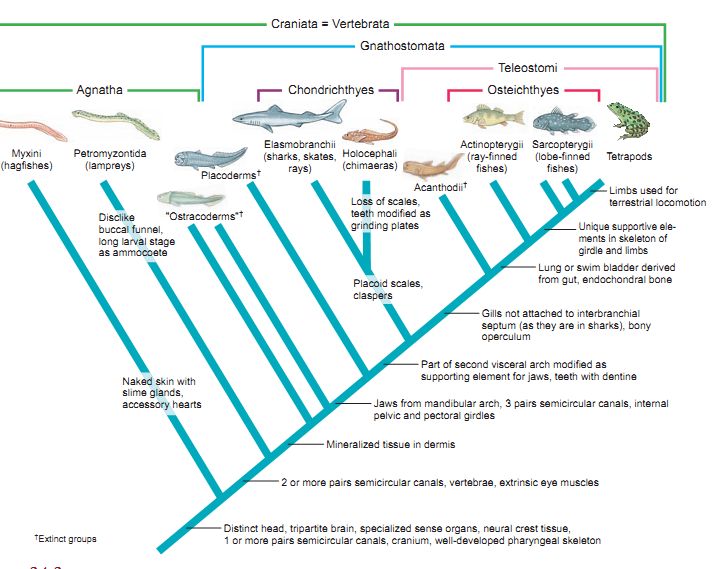 Craniata = Vertebrata
Gnathostomata
Teleostomi
Agnatha
Chondrichthyes
Osteichthyes
Myxini
(hagfishes)
Petromyzontida
(lampreys)
Placoderms†
"Ostracoderms"†
Elasmobranchii
(sharks, skates,
rays)
Holocephali
(chimaeras)
Acanthodii†
Actinopterygii
(ray-finned
fishes)
Sarcopterygii
(lobe-finned
fishes)
Tetrapods
Limbs used for
terrestrial locomotion
Disclike
buccal funnel,
long larval stage
as ammocoete
Loss of scales,
teeth modified as
grinding plates
Unique supportive ele-
ments in skeleton of
girdle and limbs
Lung or swim bladder derived
from gut, endochondral bone
Placoid scales,
claspers
Gills not attached to interbranchial
septum (as they are in sharks), bony
operculum
Part of second visceral arch modified as
supporting element for jaws, teeth with dentine
Naked skin with
slime glands,
accessory hearts
Jaws from mandibular arch, 3 pairs semicircular canals, internal
pelvic and pectoral girdles
Mineralized tissue in dermis
2 or more pairs semicircular canals, vertebrae, extrinsic eye muscles
Distinct head, tripartite brain, specialized sense organs, neural crest tissue,
1 or more pairs semicircular canals, cranium, well-developed pharyngeal skeleton
†Extinct groups